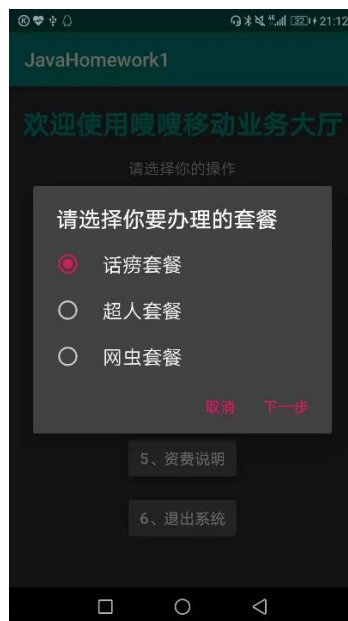 32 21:12
JavaHomework1
欢迎使用嗖嗖移动业务大厅
请选择你的操作
请选择你要办理的套餐
话痨套餐
超人套餐
网虫套餐
取消 下一步
5、资费说明
6、退出系统